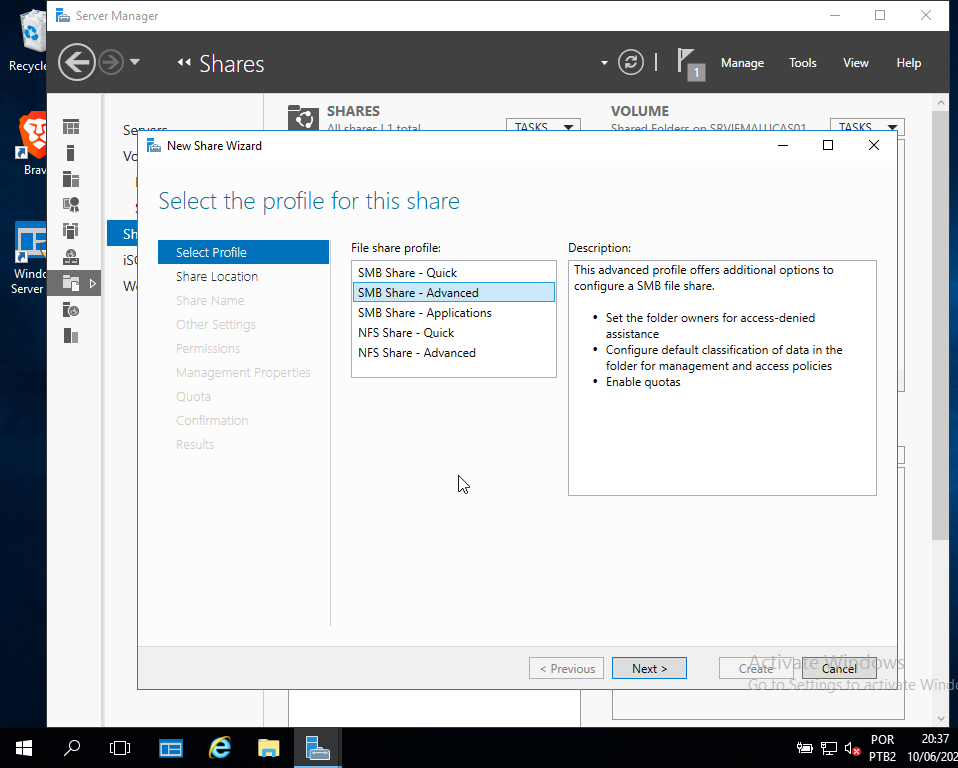 Server Manager
Recycle
Shares
1
Manage
Tools
View
Help
SHARES
All shares | 1 total
TASKS
VOLUME
Shared Folders on SRVIFMALUCAS01
TASKS
Servers
Vo
Sh
iSC
Wo
Brav
Windo
Server
New Share Wizard
Select the profile for this share
Select Profile
Share Location
Share Name
Other Settings
Permissions
Management Properties
Quota
Confirmation
Results
File share profile:
SMB Share - Quick
SMB Share - Advanced
SMB Share - Applications
NFS Share - Quick
NFS Share - Advanced
Description:
This advanced profile offers additional options to
configure a SMB file share.
• Set the folder owners for access-denied
assistance
• Configure default classification of data in the
folder for management and access policies
• Enable quotas
< Previous
Next >
Create
Cancel
Activate Windows
Go to Settings to activate Windo
POR
PTB2
20:37
10/06/202